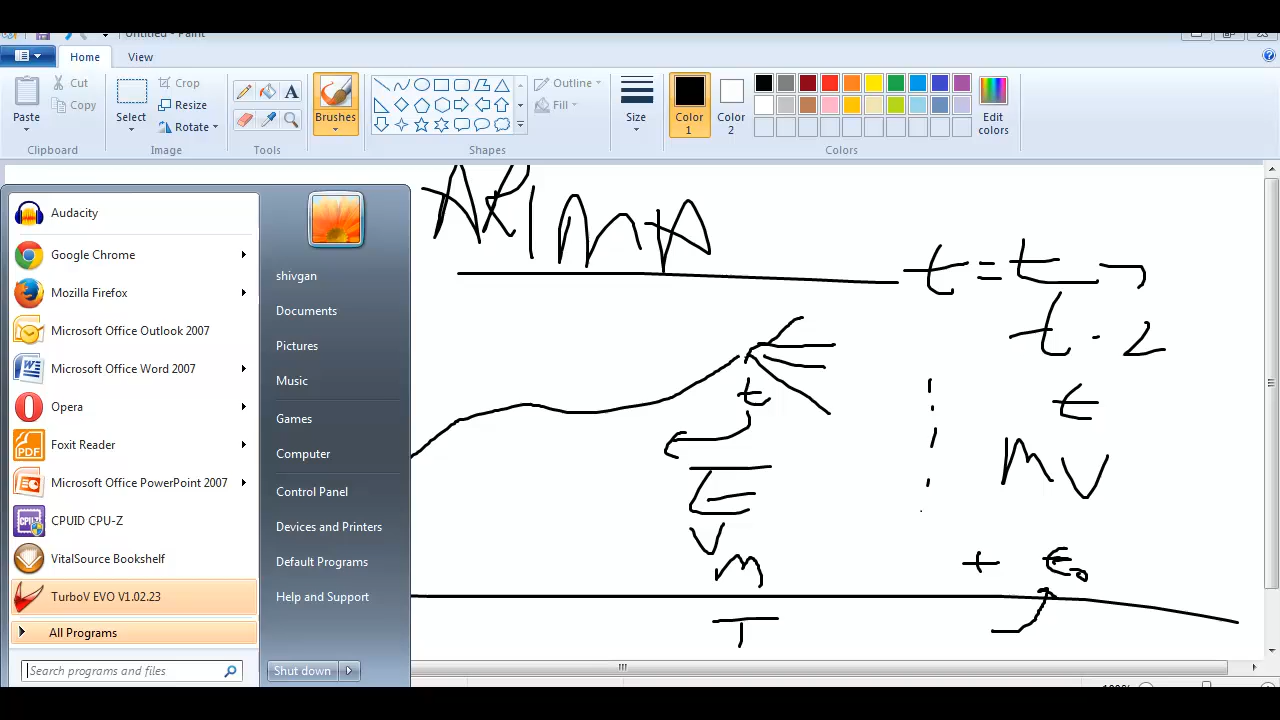 Untitled - Paint
Home
View
Paste
Cut
Copy
Clipboard
Select
Crop
Resize
Rotate
Image
Tools
Brushes
Shapes
Outline
Fill
Size
Color 1
Color 2
Edit colors
Colors
ARIMA
t = t -
t - 2
t
t
MV
E
V
m
T
+ ϵ0
Audacity
Google Chrome
Mozilla Firefox
Microsoft Office Outlook 2007
Microsoft Office Word 2007
Opera
Foxit Reader
Microsoft Office PowerPoint 2007
CPUID CPU-Z
VitalSource Bookshelf
TurboV EVO V1.02.23
All Programs
Search programs and files
shivgan
Documents
Pictures
Music
Games
Computer
Control Panel
Devices and Printers
Default Programs
Help and Support
Shut down
100%